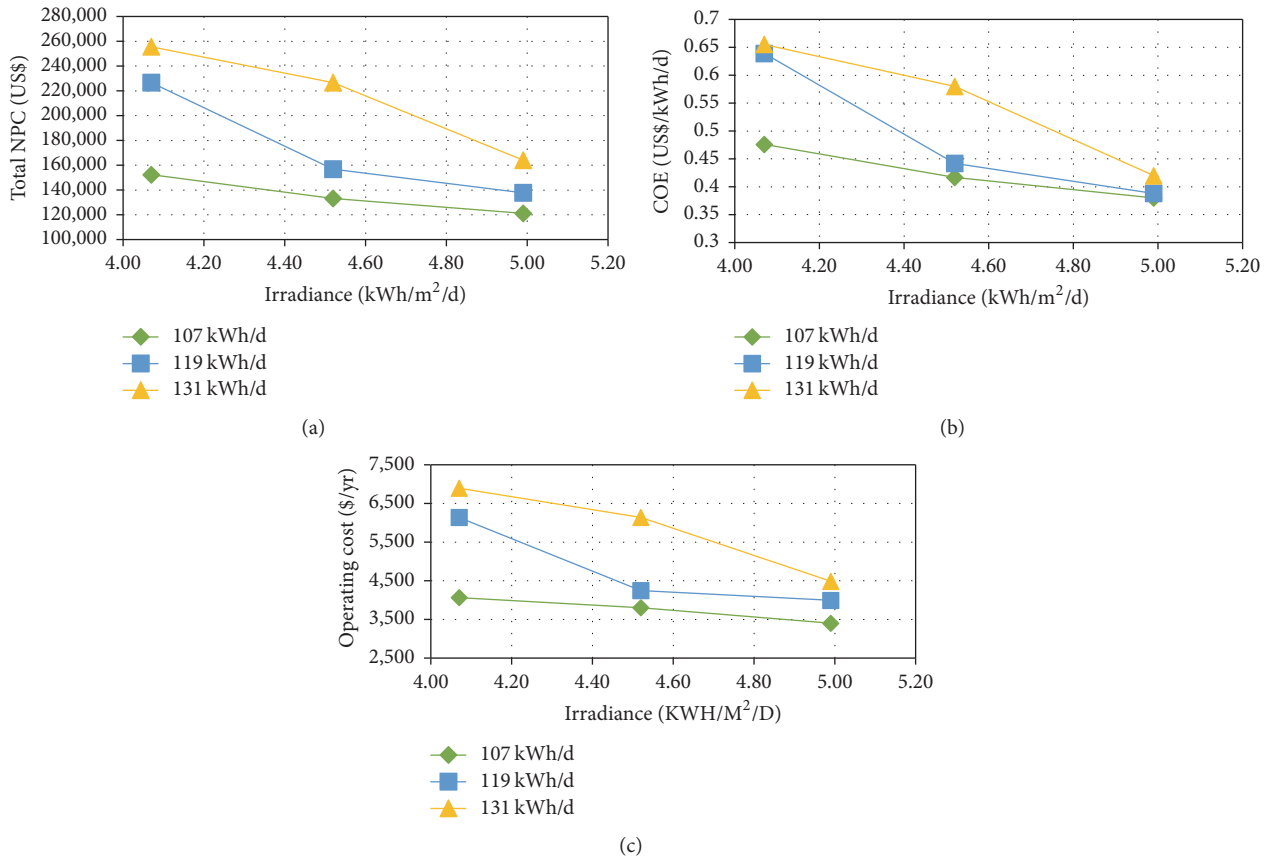 Total NPC (US$)
280,000
260,000
240,000
220,000
200,000
180,000
160,000
140,000
120,000
100,000
4.00 4.20 4.40 4.60 4.80 5.00 5.20
Irradiance (kWh/m²/d)
107 kWh/d
119 kWh/d
131 kWh/d
(a)
COE (US$/kWh/d)
0.7
0.65
0.6
0.55
0.5
0.45
0.4
0.35
0.3
4.00 4.20 4.40 4.60 4.80 5.00 5.20
Irradiance (kWh/m²/d)
107 kWh/d
119 kWh/d
131 kWh/d
(b)
Operating cost ($/yr)
7,500
6,500
5,500
4,500
3,500
2,500
4.00 4.20 4.40 4.60 4.80 5.00 5.20
Irradiance (KWH/M²/D)
107 kWh/d
119 kWh/d
131 kWh/d
(c)